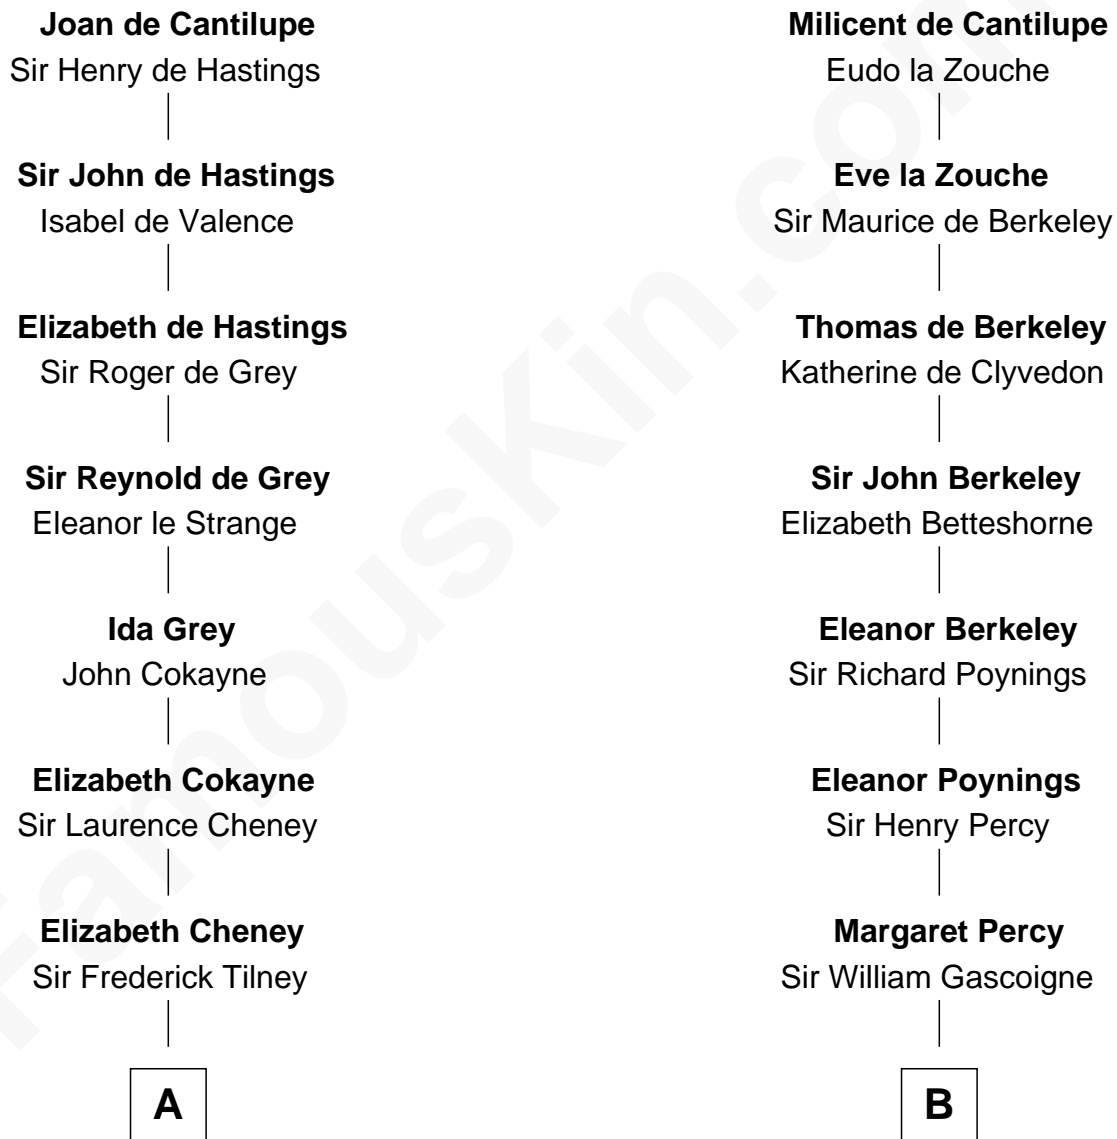 Joan de Cantilupe
Sir Henry de Hastings
Sir John de Hastings
Isabel de Valence
Elizabeth de Hastings
Sir Roger de Grey
Sir Reynold de Grey
Eleanor le Strange
Ida Grey
John Cokayne
Elizabeth Cokayne
Sir Laurence Cheney
Elizabeth Cheney
Sir Frederick Tilney
A
Milicent de Cantilupe
Eudo la Zouche
Eve la Zouche
Sir Maurice de Berkeley
Thomas de Berkeley
Katherine de Clyvedon
Sir John Berkeley
Elizabeth Betteshorne
Eleanor Berkeley
Sir Richard Poynings
Eleanor Poynings
Sir Henry Percy
Margaret Percy
Sir William Gascoigne
B
FamousKin.com